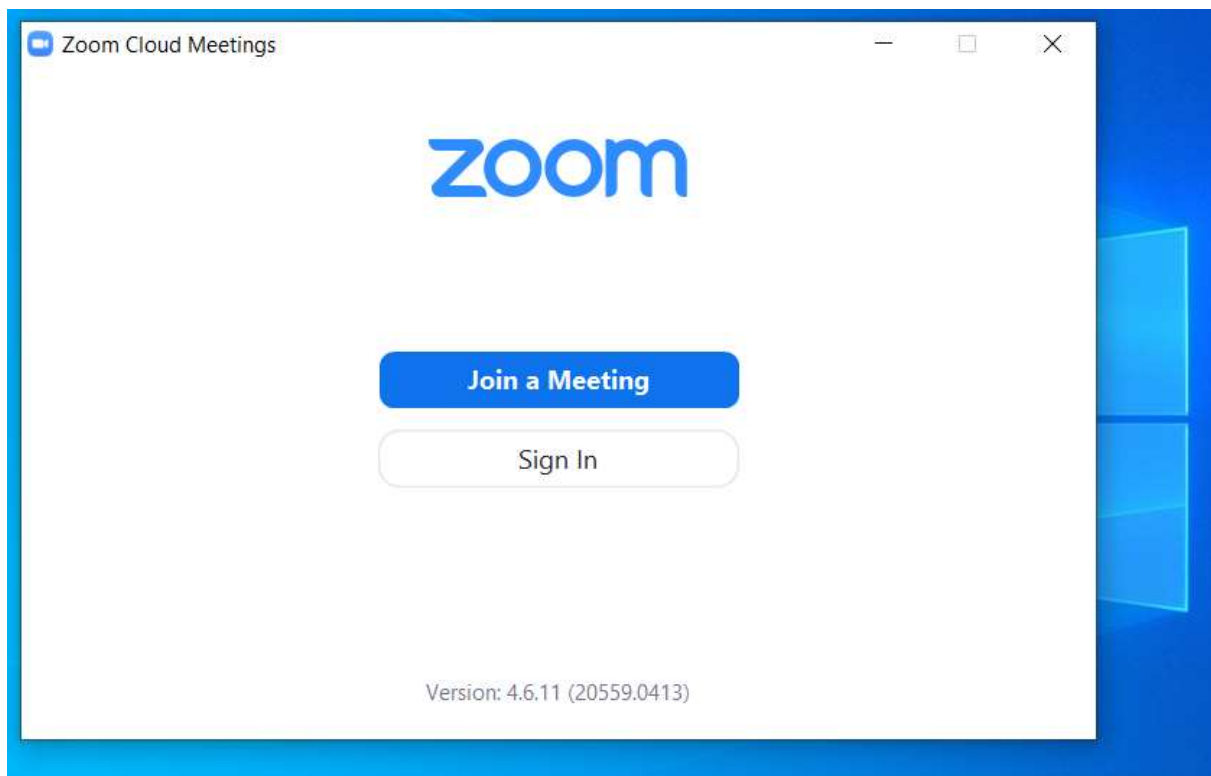 Zoom Cloud Meetings
zoom
Join a Meeting
Sign In
Version: 4.6.11 (20559.0413)